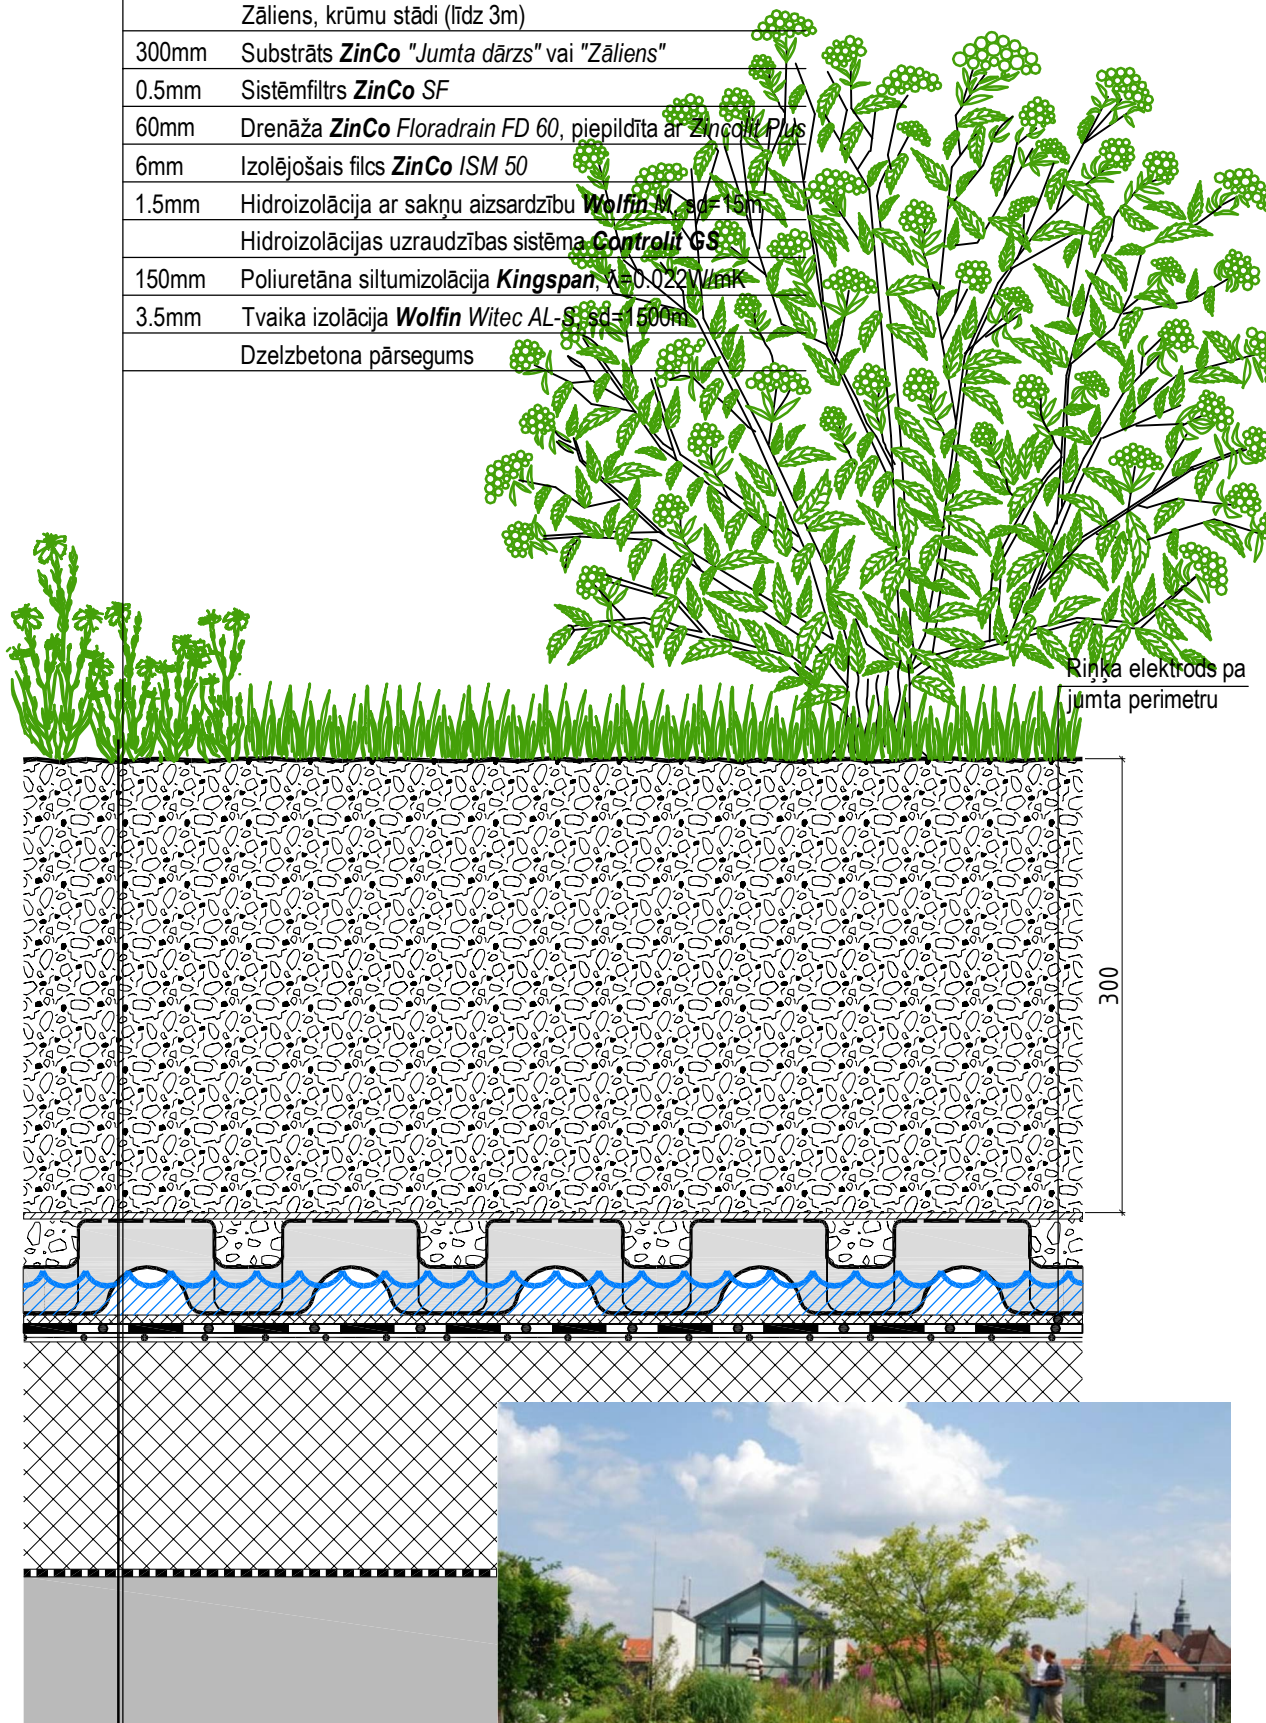 Zāliens, krūmu stādi (līdz 3m)
300mm Substrāts ZinCo "Jumta dārzs" vai "Zāliens"
0.5mm Sistēmfiltrs ZinCo SF
60mm Drenāža ZinCo Floradrain FD 60, piepildīta ar Zincolit Plus
6mm Izolējošais filcs ZinCo ISM 50
1.5mm Hidroizolācija ar sakņu aizsardzību Wolfin M, sd=15m
Hidroizolācijas uzraudzības sistēma Controlit GS
150mm Poliuretāna siltumizolācija Kingspan, λ=0.022W/mK
3.5mm Tvaika izolācija Wolfin Witec AL-S, sd=1500m
Dzelzbetona pārsegums
Riņķa elektrods pa
jumta perimetru
300